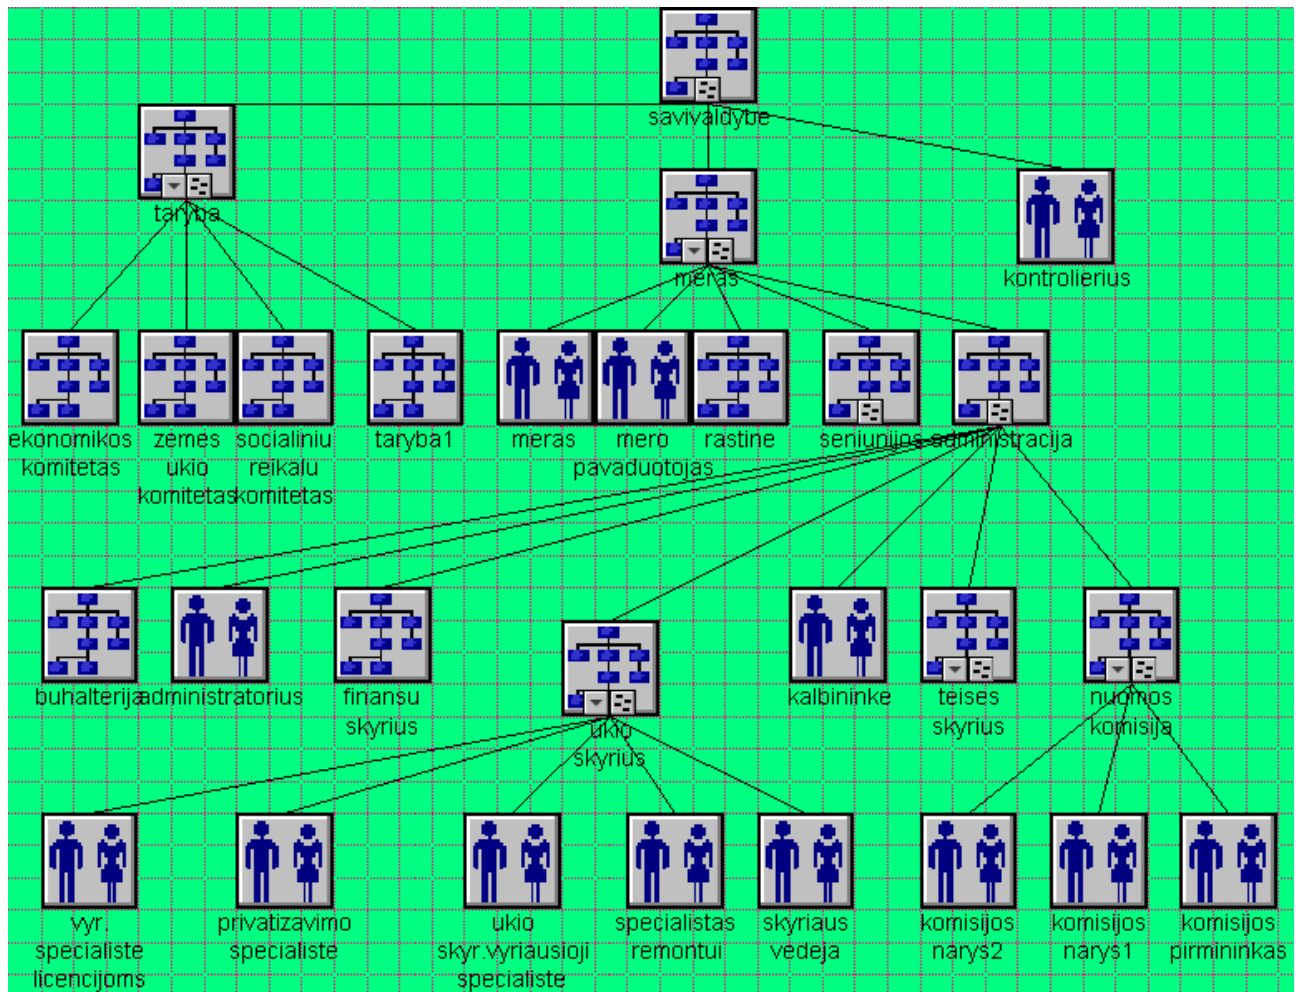 savivaldybe
taryba
meras
kontrolierius
ekonomikos
komitetas
zemes
ukio
komitetas
socialiniu
reikalu
komitetas
taryba1
meras
mero
pavaduotojas
rastine
seniunijos
administracija
buhalterija
administratorius
finansu
skyrius
ukio
skyrius
kalbininke
teises
skyrius
nuomos
komisija
vyr.
specialiste
licencijoms
privatizavimo
specialiste
ukio
skyr.vyriausioji
specialiste
specialistas
remontui
skyriaus
vedeja
komisijos
narys2
komisijos
narys1
komisijos
pirmininkas